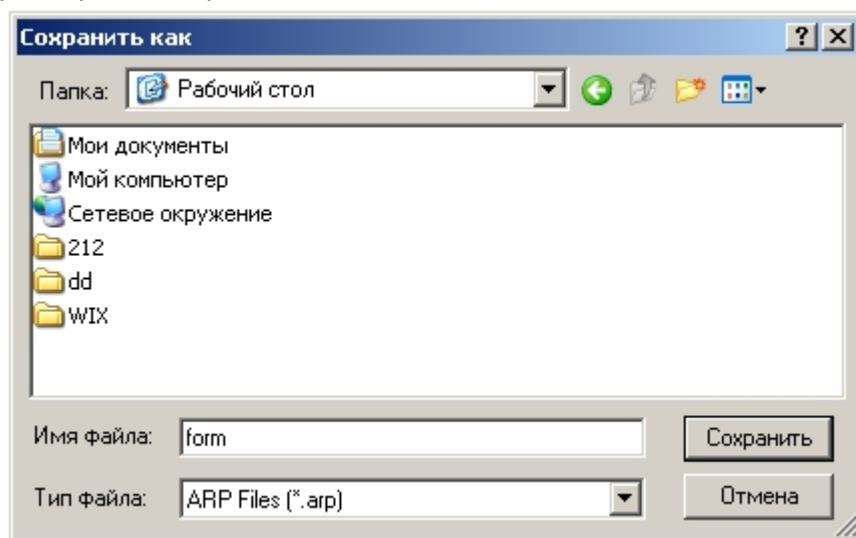 Сохранить как
Папка: Рабочий стол
Мои документы
Мой компьютер
Сетевое окружение
212
dd
WIX
Имя файла: form Сохранить
Тип файла: ARP Files (*.arp) Отмена